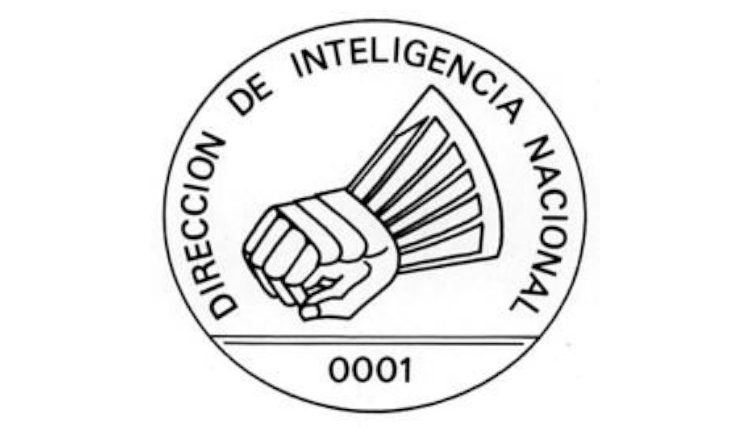 DIRECCION DE INTELIGENCIA NACIONAL
0001